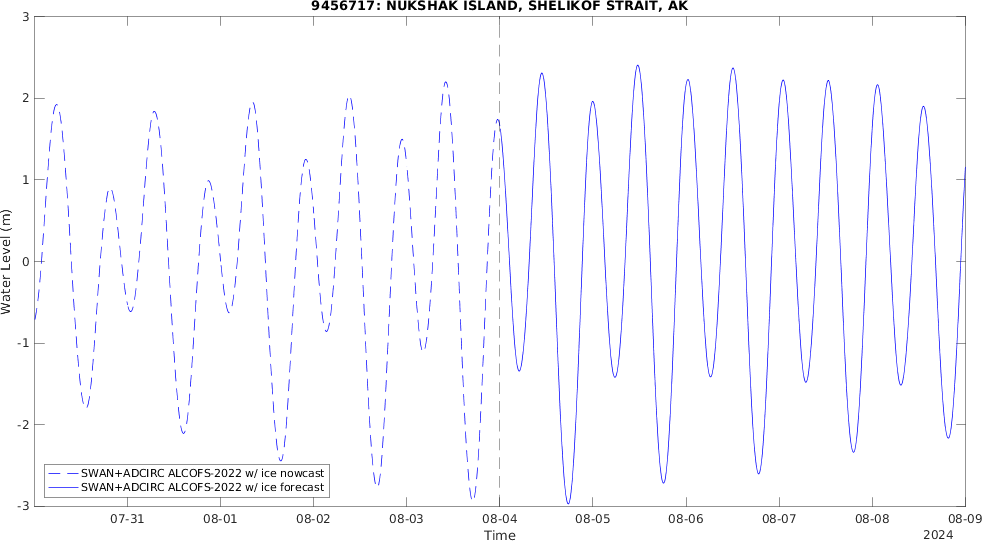 9456717: NUKSHAK ISLAND, SHELIKOF STRAIT, AK
3
2
1
0
-1
-2
-3
Water Level (m)
SWAN+ADCIRC ALCOFS-2022 w/ ice nowcast
SWAN+ADCIRC ALCOFS-2022 w/ ice forecast
07-31 08-01 08-02 08-03 08-04 08-05 08-06 08-07 08-08 08-09
Time
2024